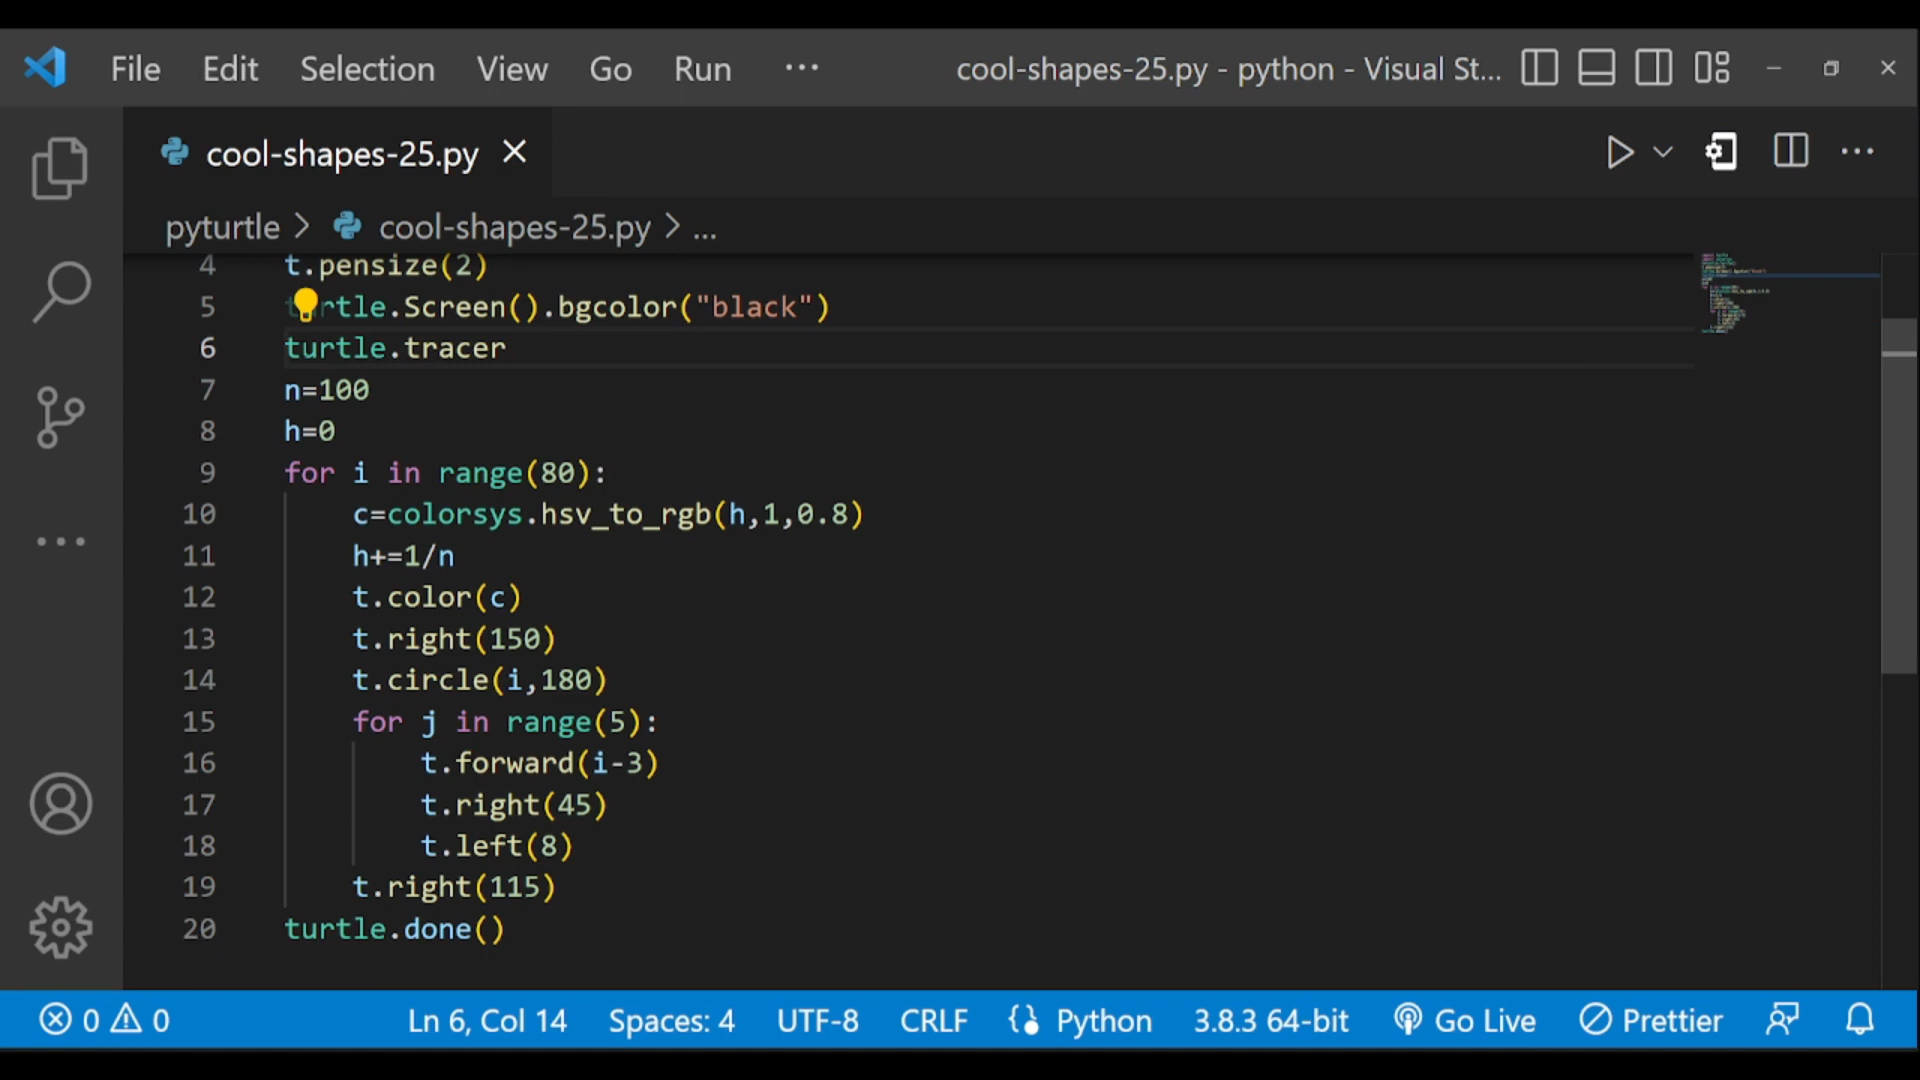 File Edit Selection View Go Run ··· cool-shapes-25.py - python - Visual St...
cool-shapes-25.py
pyturtle > cool-shapes-25.py > ...
4 t.pensize(2)
5 turtle.Screen().bgcolor("black")
6 turtle.tracer
7 n=100
8 h=0
9 for i in range(80):
10 c=colorsys.hsv_to_rgb(h,1,0.8)
11 h+=1/n
12 t.color(c)
13 t.right(150)
14 t.circle(i,180)
15 for j in range(5):
16 t.forward(i-3)
17 t.right(45)
18 t.left(8)
19 t.right(115)
20 turtle.done()
0 0 Ln 6, Col 14 Spaces: 4 UTF-8 CRLF Python 3.8.3 64-bit Go Live Prettier